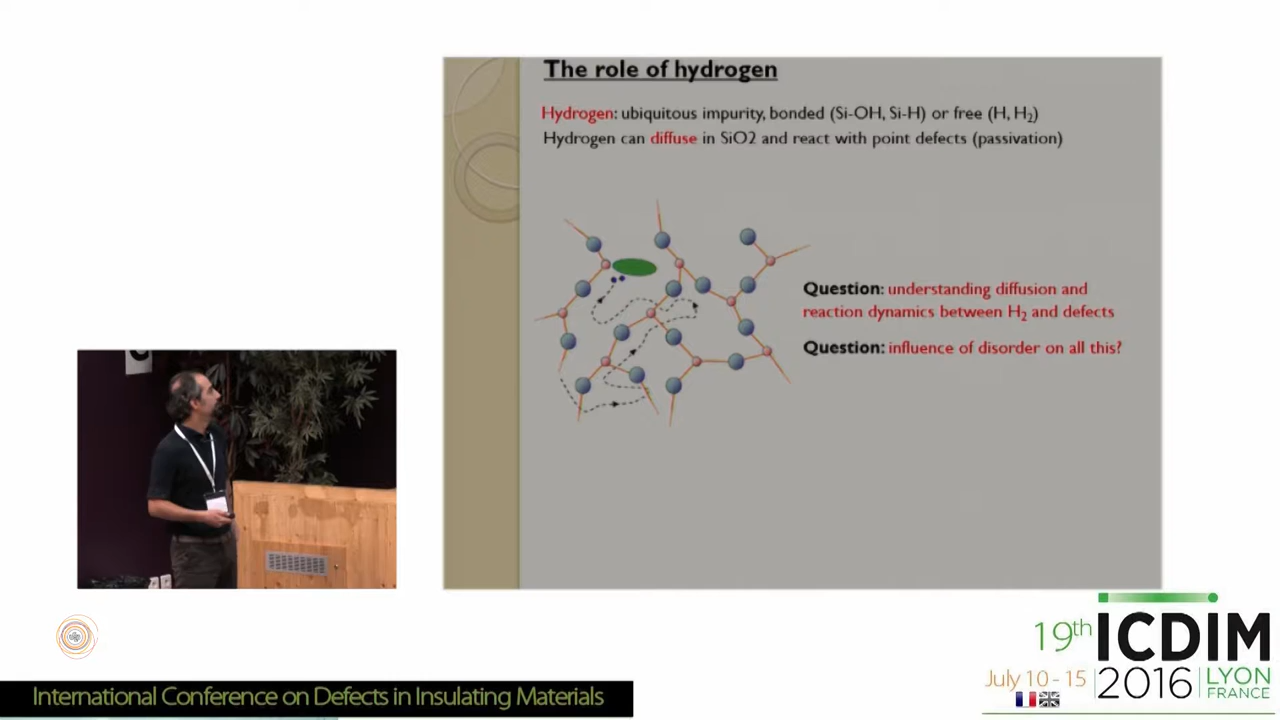 The role of hydrogen
Hydrogen: ubiquitous impurity, bonded (Si-OH, Si-H) or free (H, H₂)
Hydrogen can diffuse in SiO2 and react with point defects (passivation)
Question: understanding diffusion and
reaction dynamics between H₂ and defects
Question: influence of disorder on all this?
19th ICDIM
July 10 - 15 2016 LYON
FRANCE
International Conference on Defects in Insulating Materials